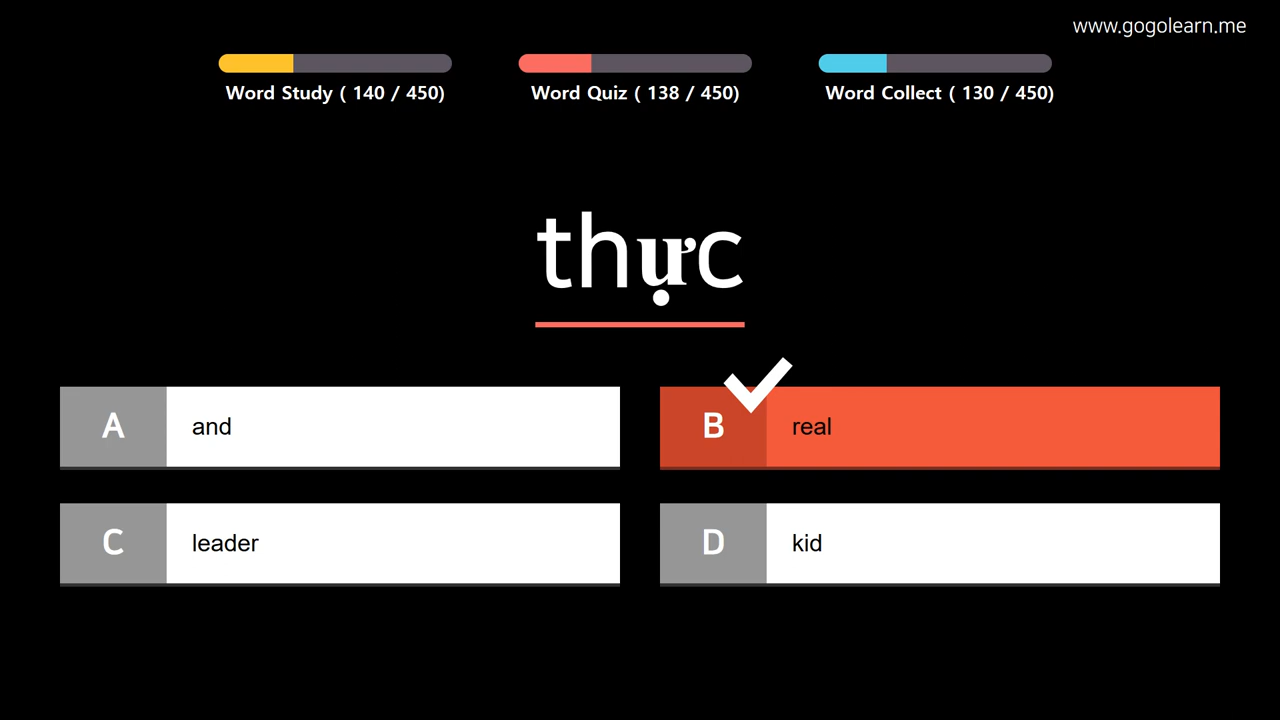 www.gogolearn.me
Word Study ( 140 / 450)
Word Quiz ( 138 / 450)
Word Collect ( 130 / 450)
thực
A and
B real
C leader
D kid